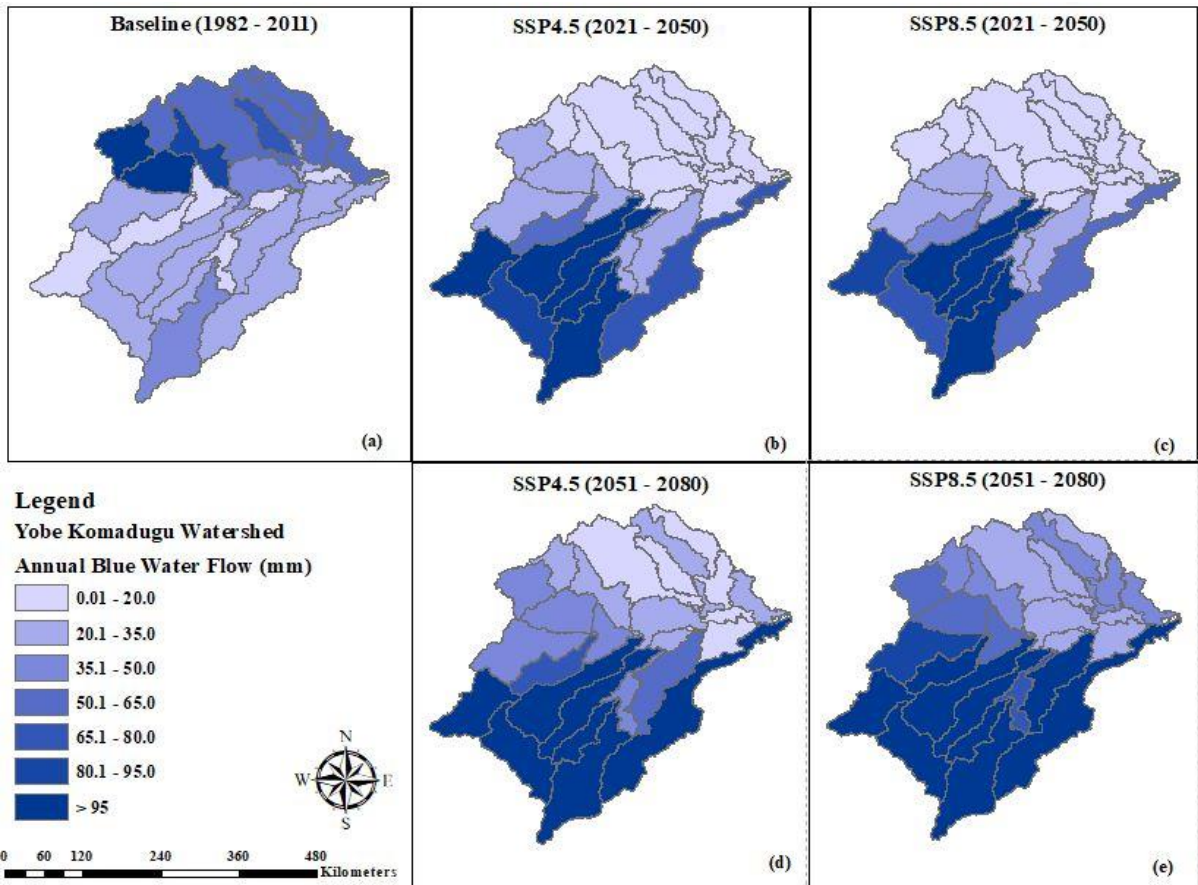 Baseline (1982 - 2011)
SSP4.5 (2021 - 2050)
SSP8.5 (2021 - 2050)
(a)
(b)
(c)
SSP4.5 (2051 - 2080)
SSP8.5 (2051 - 2080)
Legend
Yobe Komadugu Watershed
Annual Blue Water Flow (mm)
0.01 - 20.0
20.1 - 35.0
35.1 - 50.0
50.1 - 65.0
65.1 - 80.0
80.1 - 95.0
> 95
N
W E
S
0 60 120 240 360 480
Kilometers
(d)
(e)